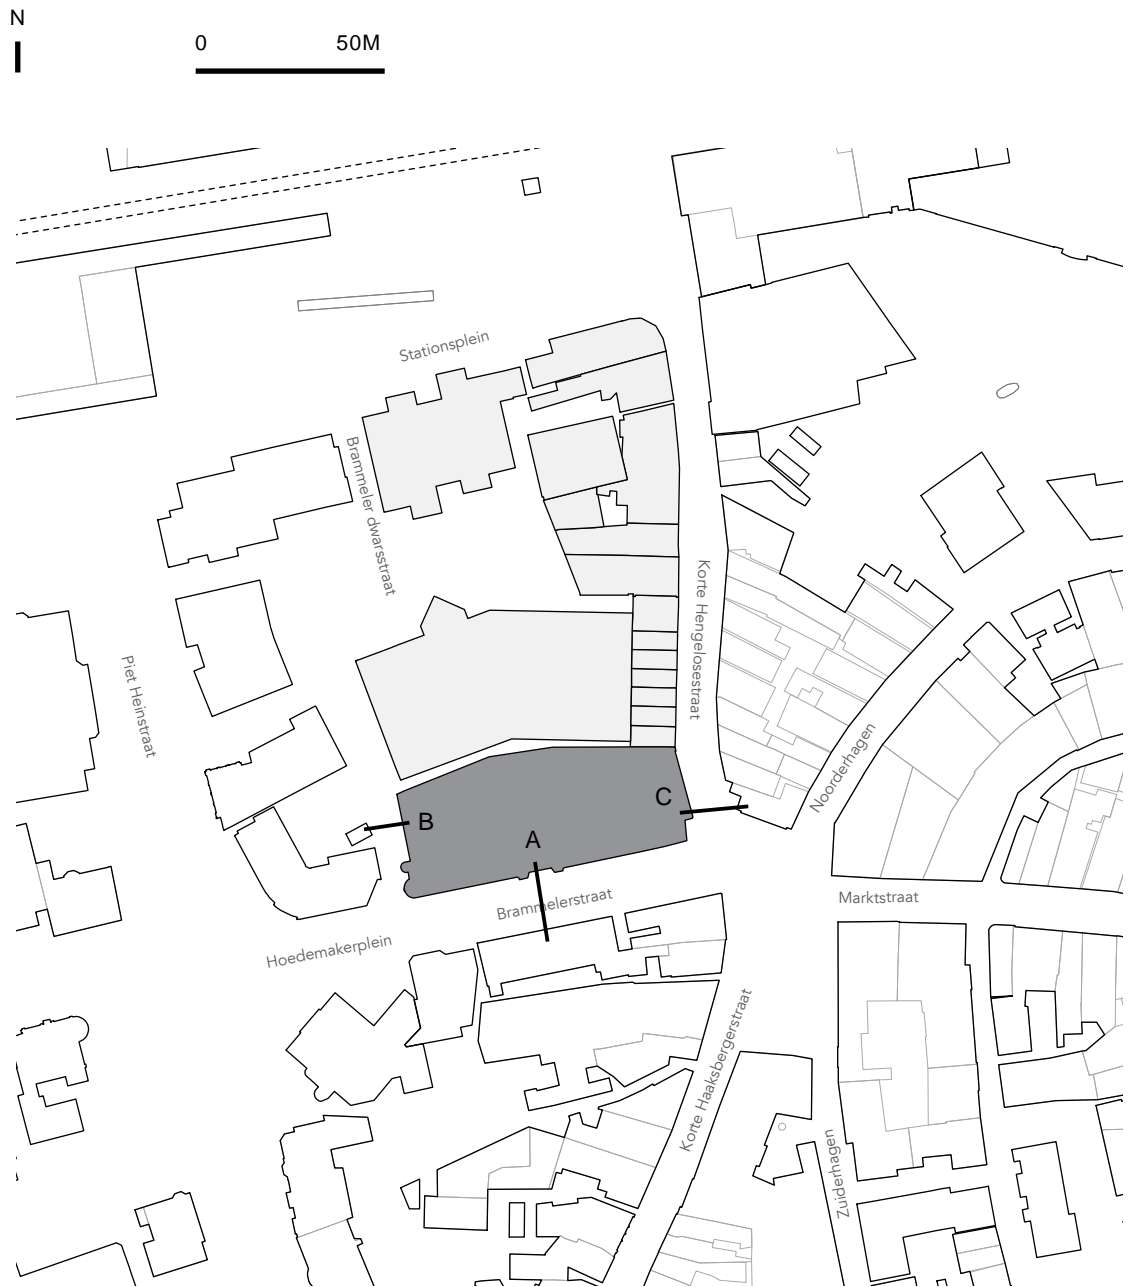 N
0 50M
Stationsplein
Brammeler dwarsstraat
Korte Hengelosestraat
Piet Heinstraat
Noorderhagen
C
B
A
Marktstraat
Brammelerstraat
Hoedemakerplein
Korte Haaksbergerstraat
Zuiderhagen